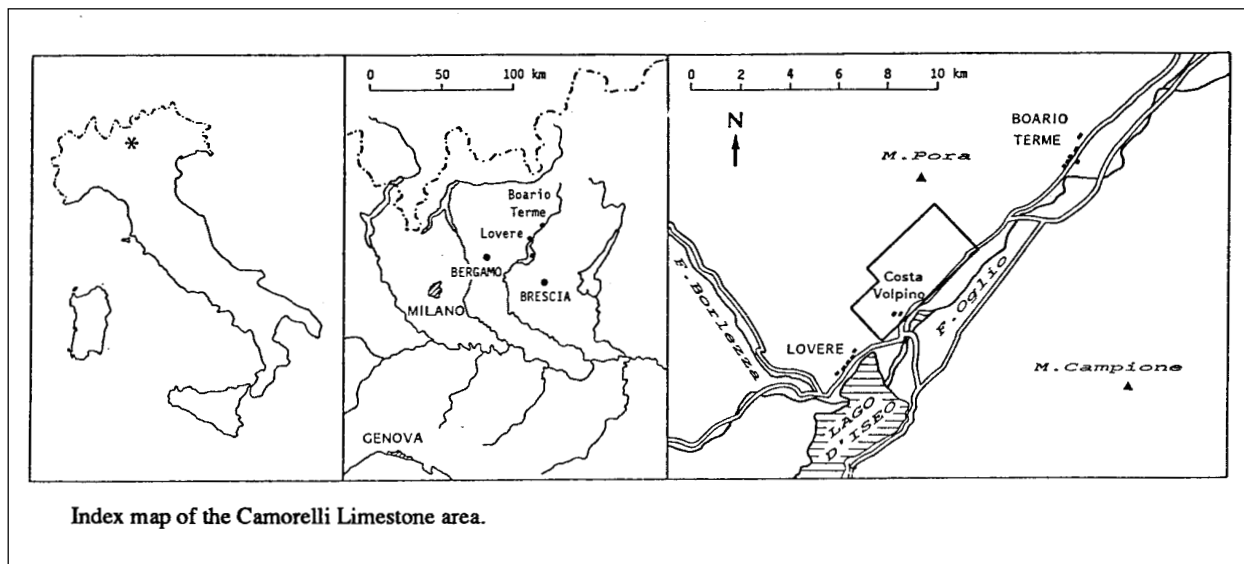 *
0 50 100 km
Boario
Terme
Lovere
BERGAMO
BRESCIA
MILANO
GENOVA
0 2 4 6 8 10 km
N
BOARIO
TERME
M.Pora
Costa
Volpino
F.Oglio
F.Borlezza
LOVERE
M.Campione
LAGO
D'ISEO
Index map of the Camorelli Limestone area.